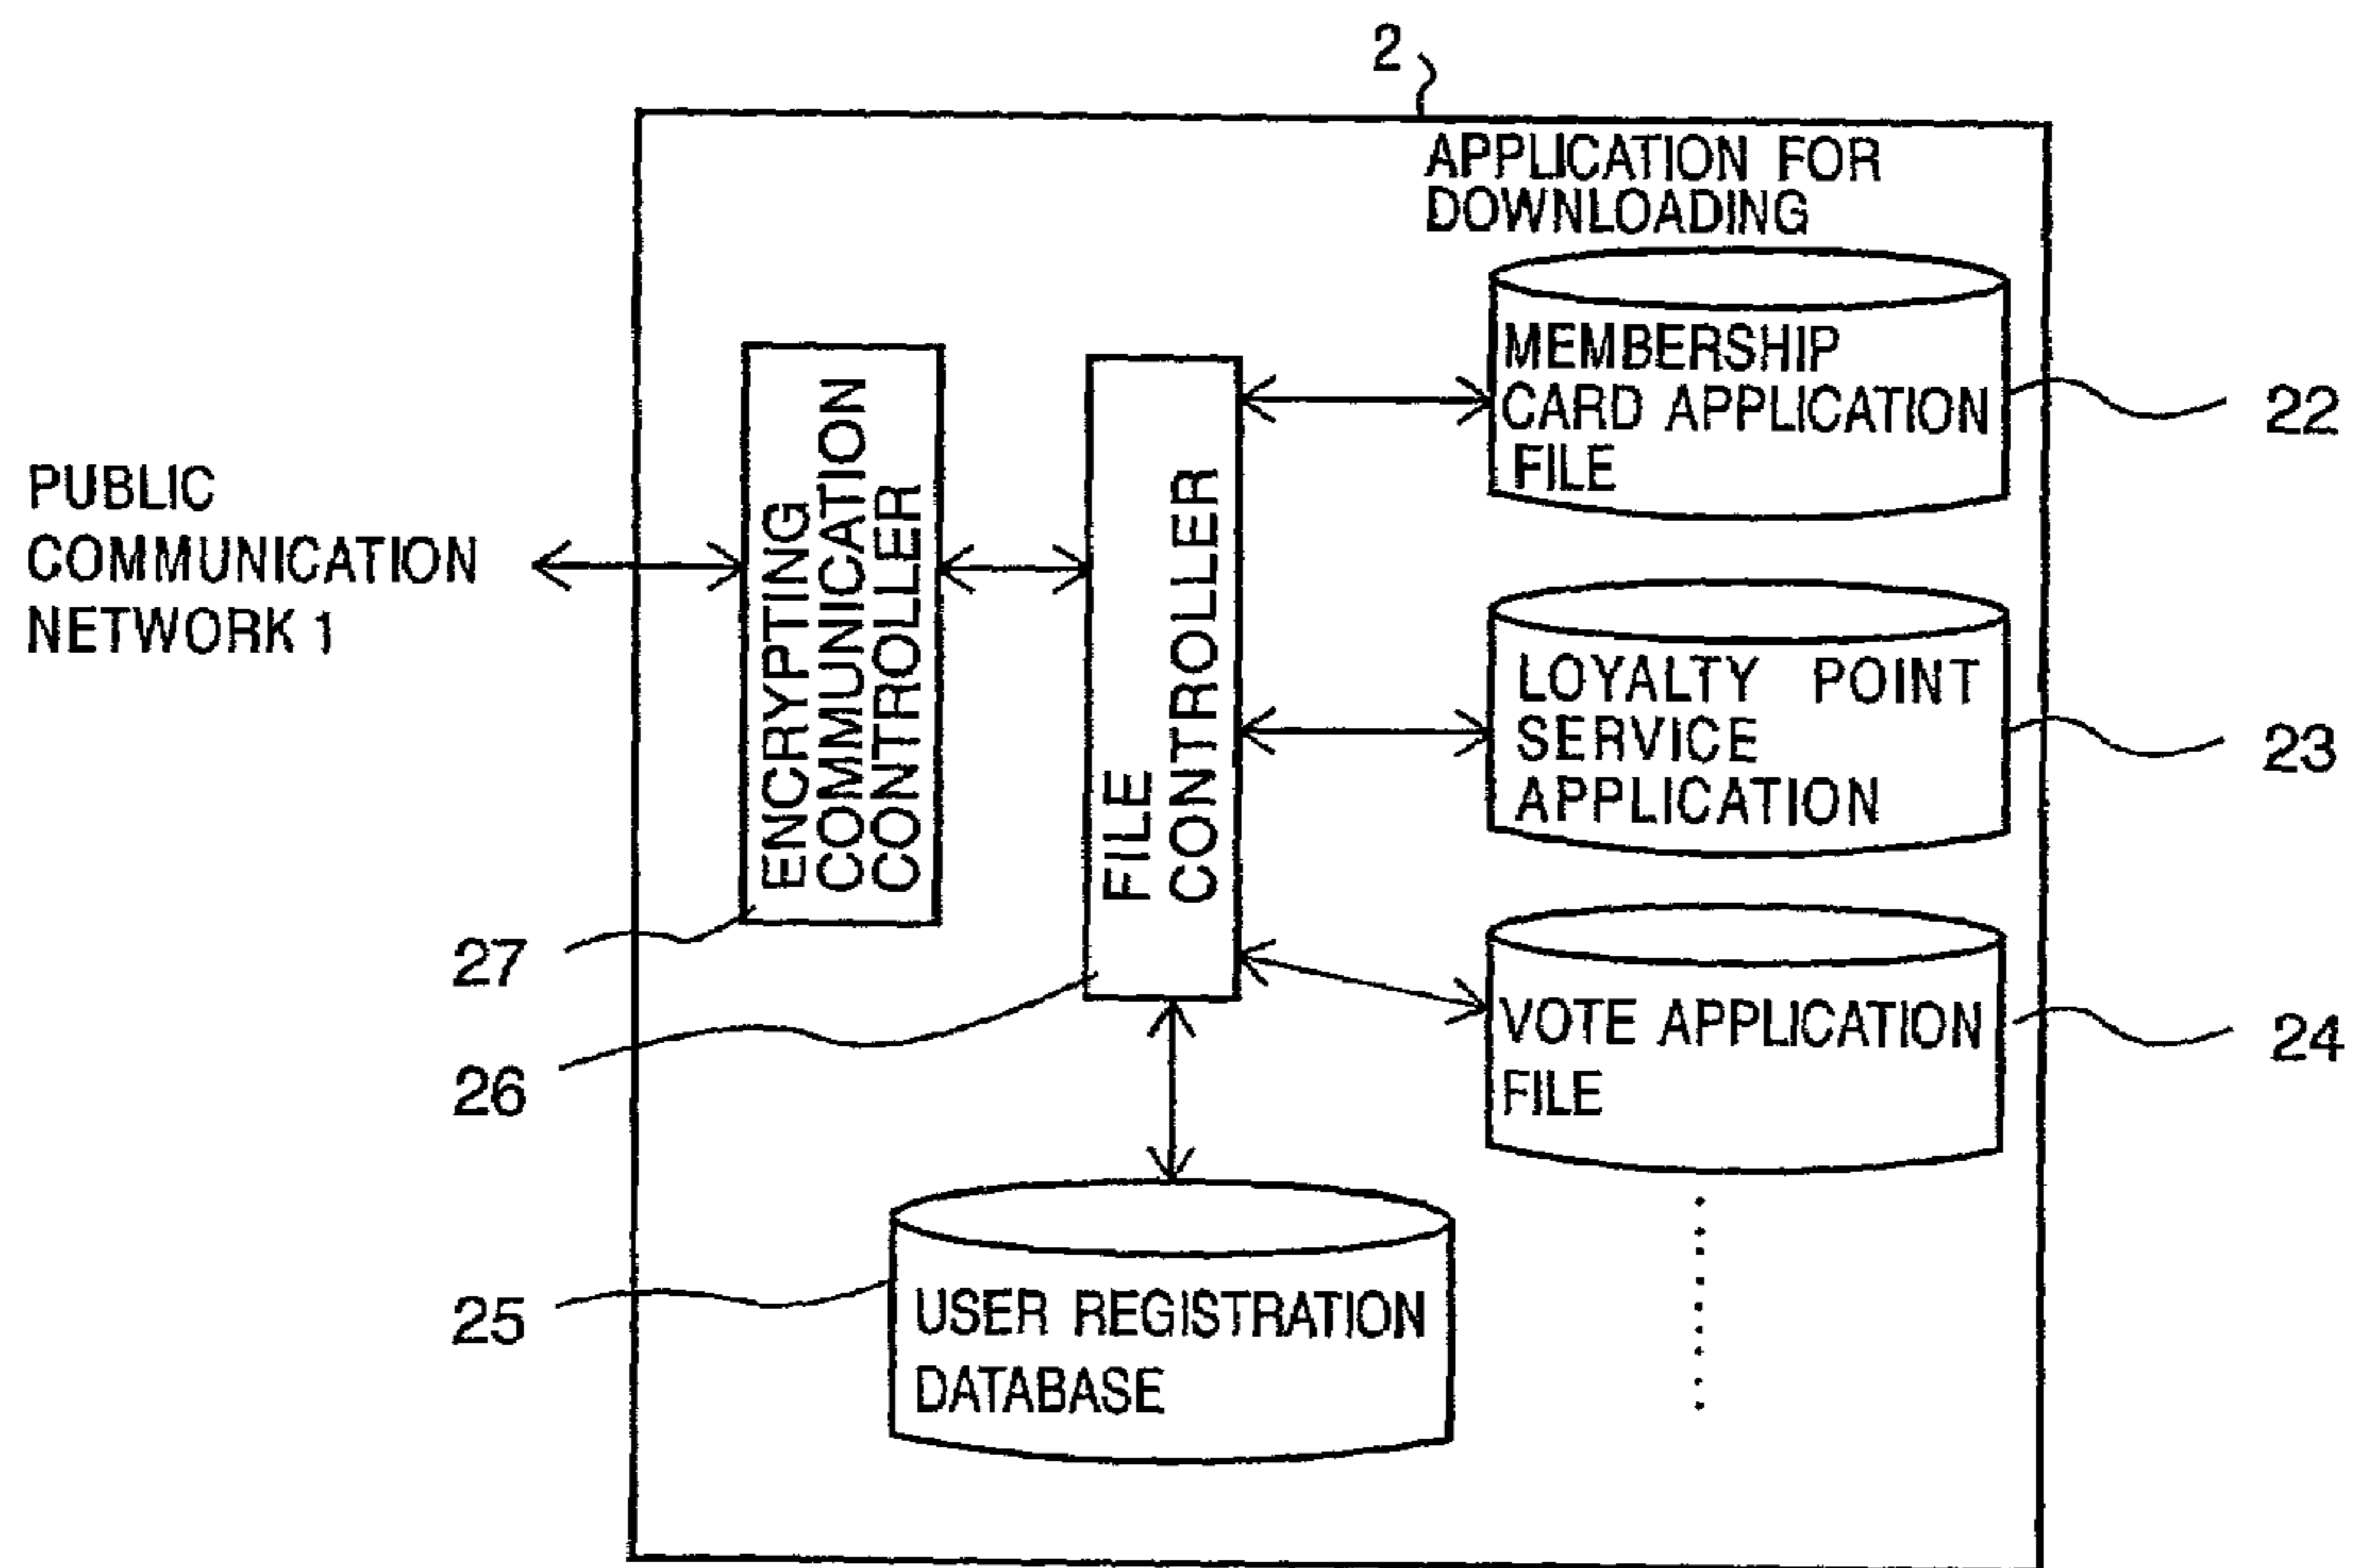 2
APPLICATION FOR
DOWNLOADING
MEMBERSHIP
CARD APPLICATION
FILE
22
PUBLIC
COMMUNICATION
NETWORK 1
ENCRYPTING
COMMUNICATION
CONTROLLER
FILE
CONTROLLER
LOYALTY POINT
SERVICE
APPLICATION
23
27
VOTE APPLICATION
FILE
24
26
25
USER REGISTRATION
DATABASE